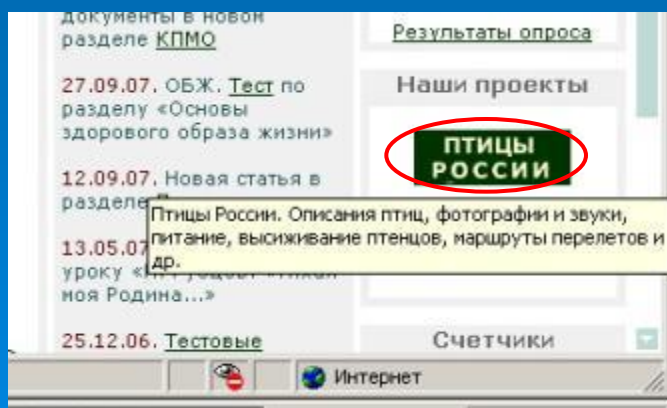 документы в новом
разделе КПМО
27.09.07. ОБЖ. Тест по
разделу «Основы
здорового образа жизни»
12.09.07. Новая статья в
разделе
13.05.07
уроку
моя Родина...»
25.12.06. Тестовые
Результаты опроса
Наши проекты
ПТИЦЫ
РОССИИ
Птицы России. Описания птиц, фотографии и звуки,
питание, высиживание птенцов, маршруты перелетов и
др.
Счетчики
Интернет